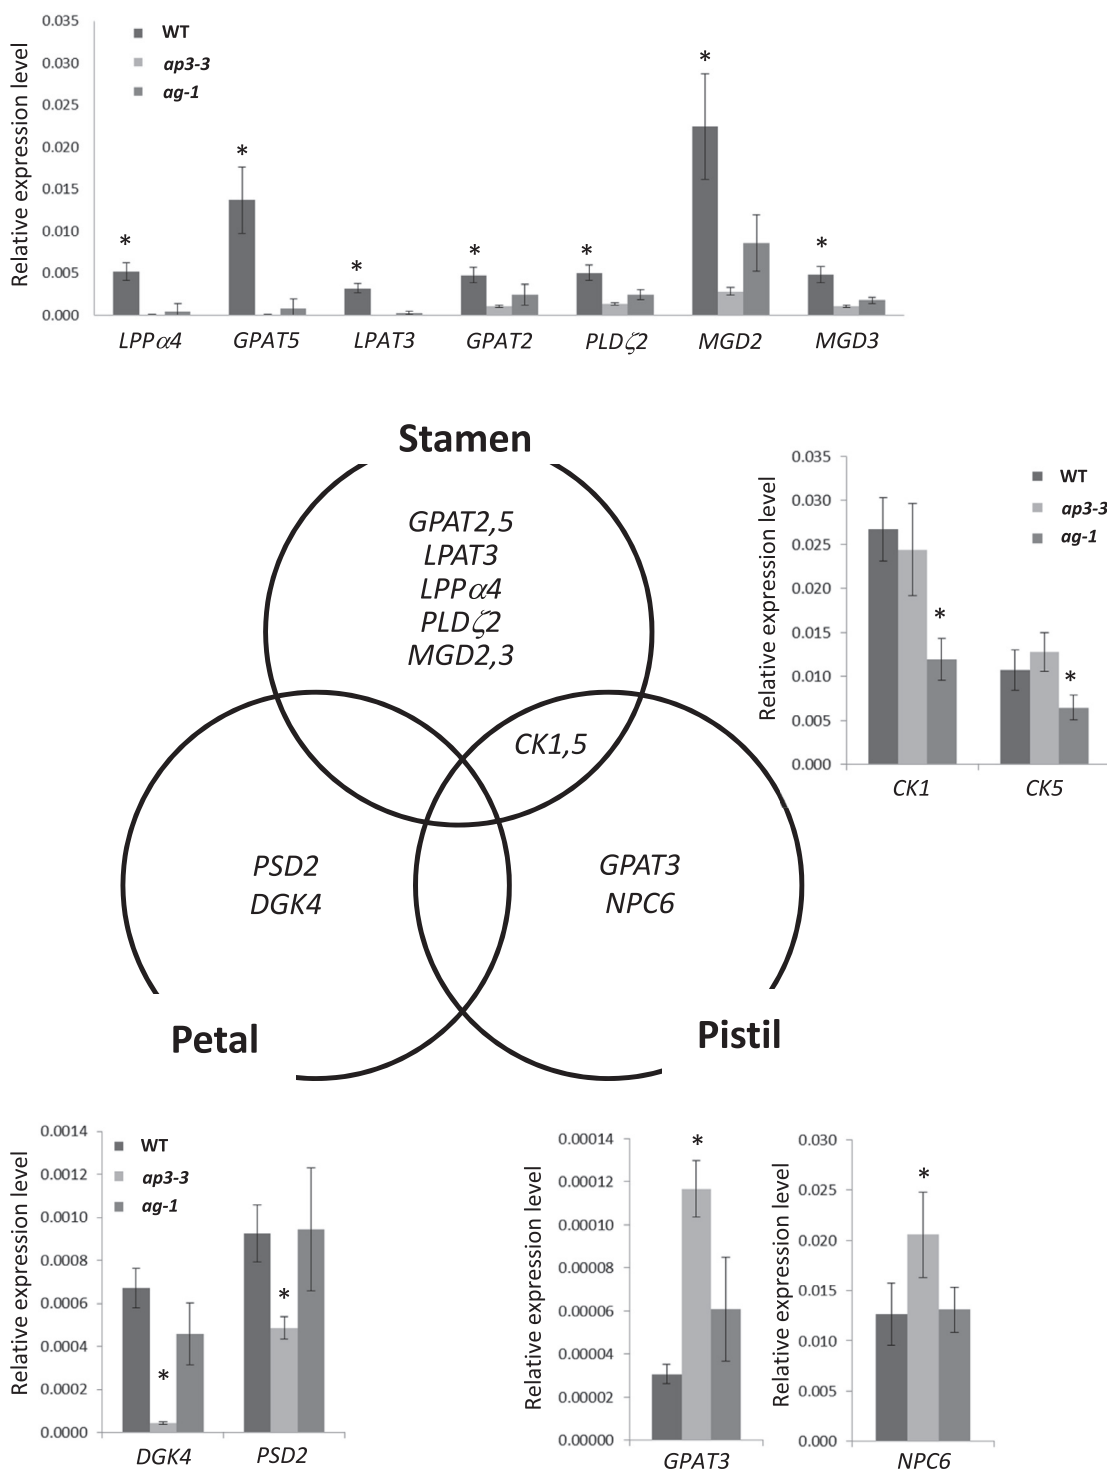 Relative expression level
0.035
0.030
0.025
0.020
0.015
0.010
0.005
0.000
WT
ap3-3
ag-1
*
*
*
*
*
*
*
LPPα4 GPAT5 LPAT3 GPAT2 PLDζ2 MGD2 MGD3
Stamen
GPAT2,5
LPAT3
LPPα4
PLDζ2
MGD2,3
CK1,5
PSD2
DGK4
GPAT3
NPC6
Petal
Pistil
Relative expression level
0.035
0.030
0.025
0.020
0.015
0.010
0.005
0.000
WT
ap3-3
ag-1
*
*
CK1 CK5
Relative expression level
0.0014
0.0012
0.0010
0.0008
0.0006
0.0004
0.0002
0.0000
WT
ap3-3
ag-1
*
*
DGK4 PSD2
Relative expression level
0.00014
0.00012
0.00010
0.00008
0.00006
0.00004
0.00002
0.00000
*
GPAT3
Relative expression level
0.030
0.025
0.020
0.015
0.010
0.005
0.000
*
NPC6